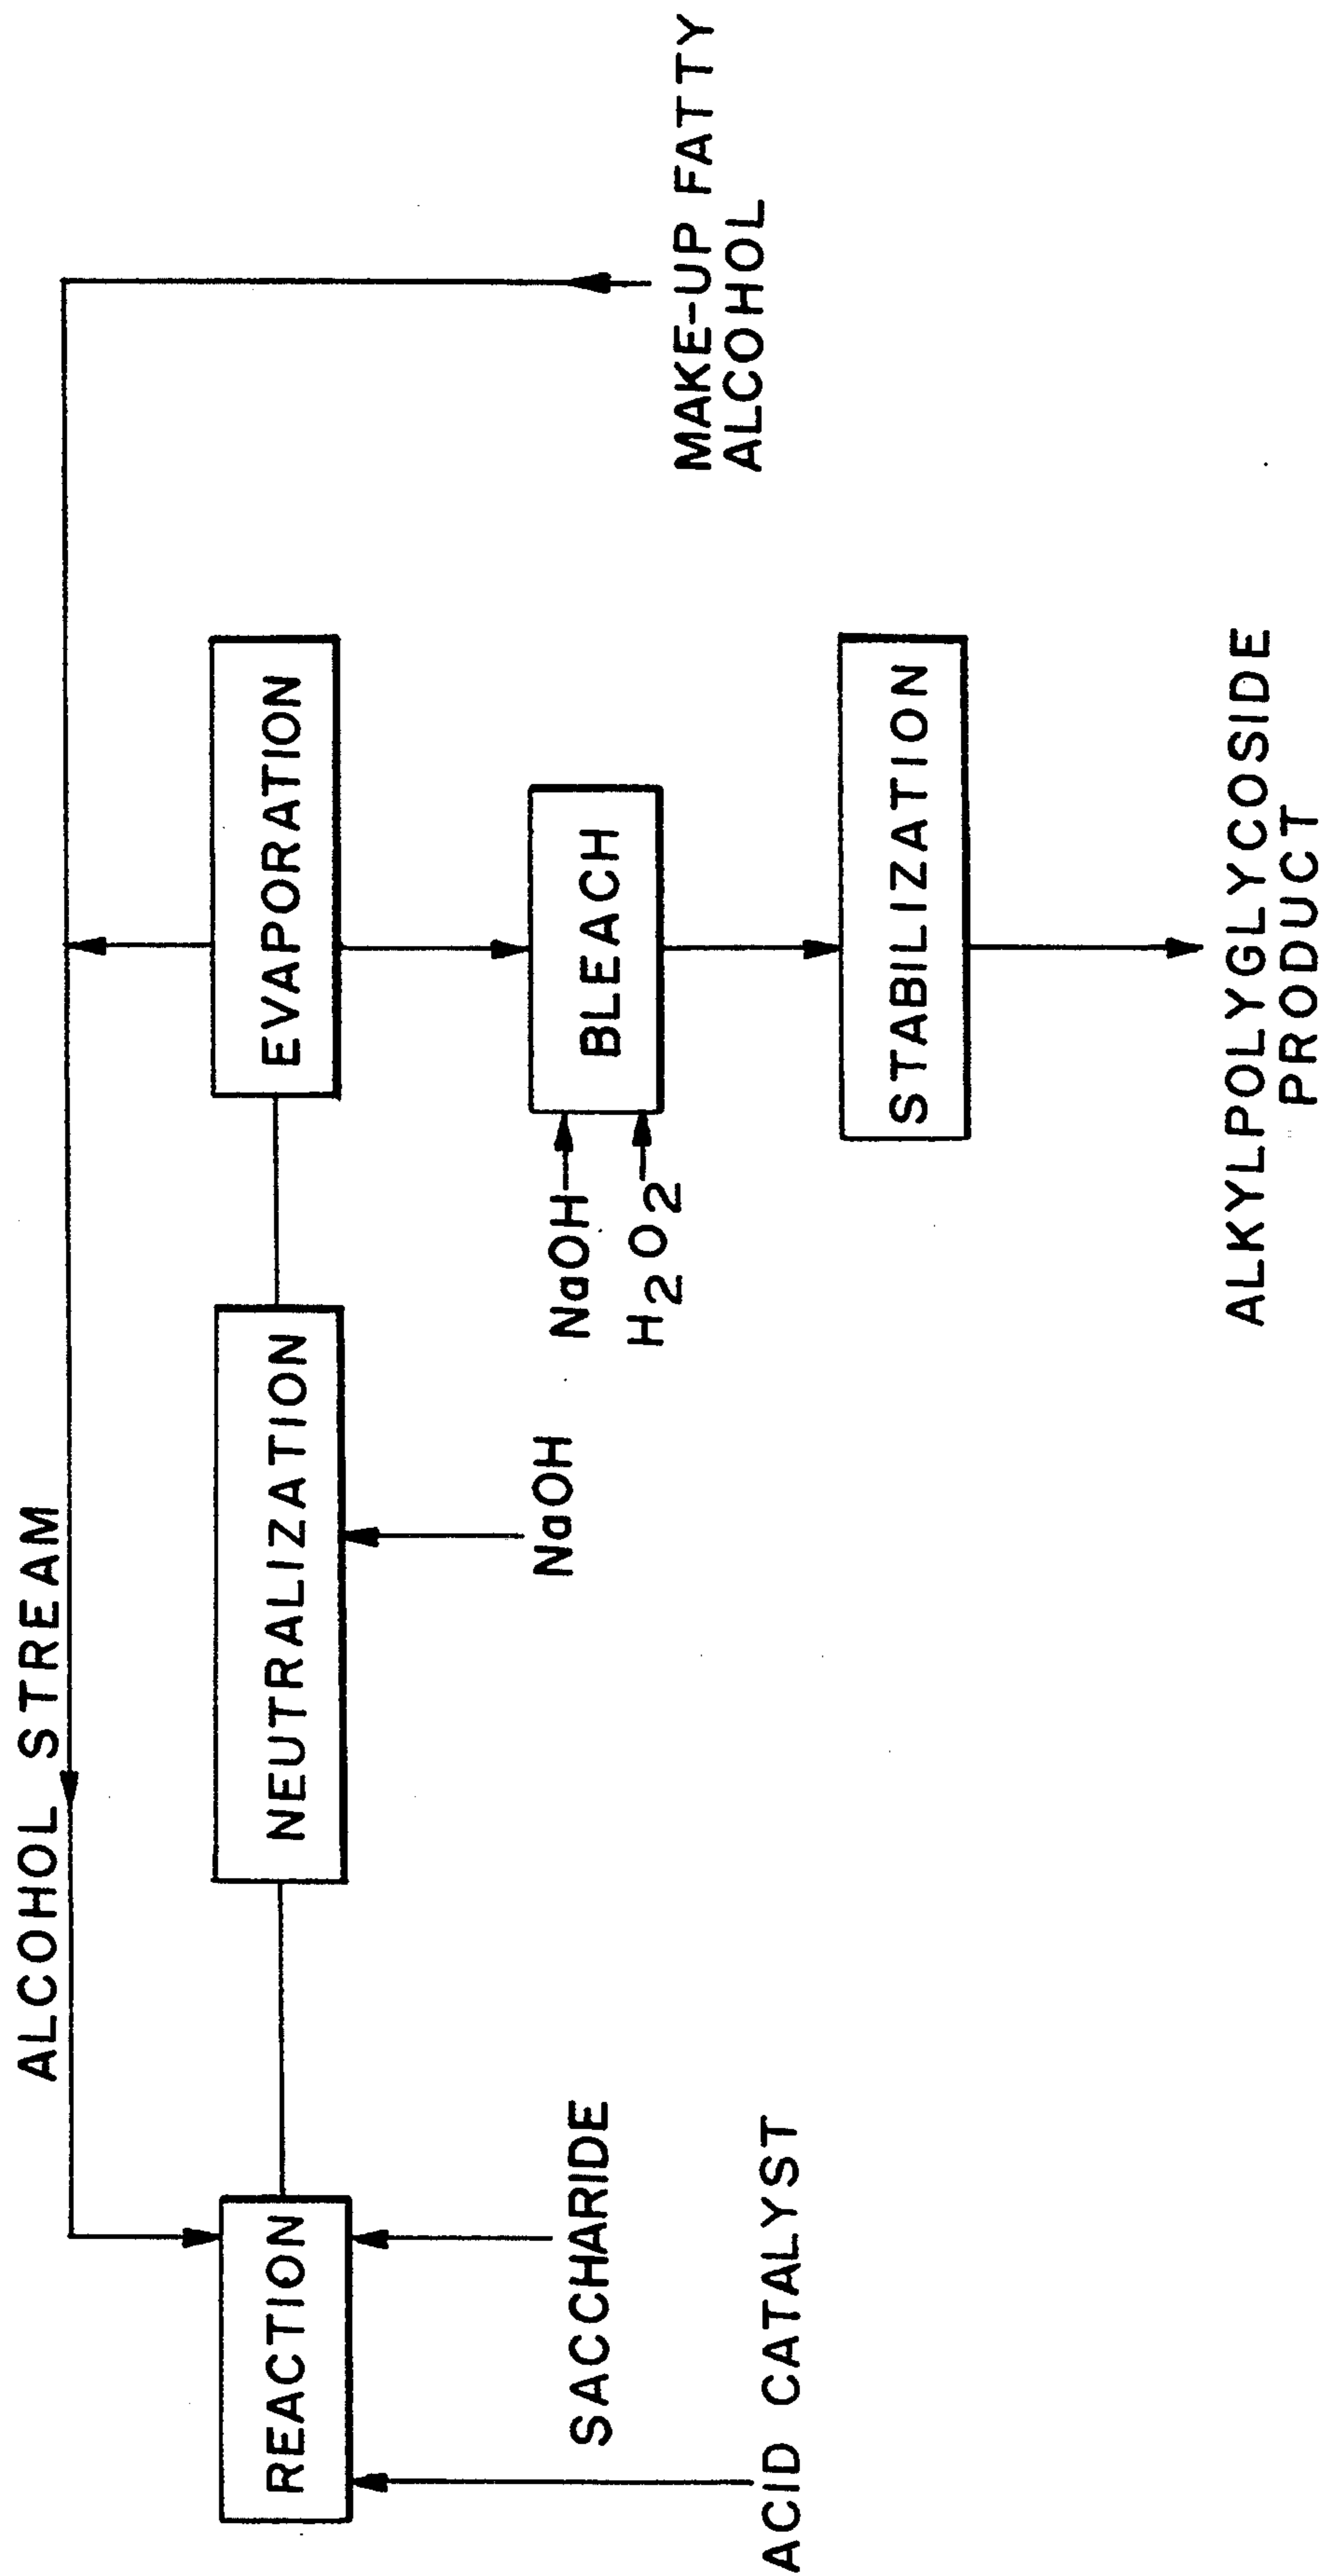 ALCOHOL STREAM
REACTION
NEUTRALIZATION
EVAPORATION
SACCHARIDE
ACID CATALYST
NaOH
NaOH
H2O2
BLEACH
STABILIZATION
MAKE-UP FATTY
ALCOHOL
ALKYLPOLYGLYCOSIDE
PRODUCT